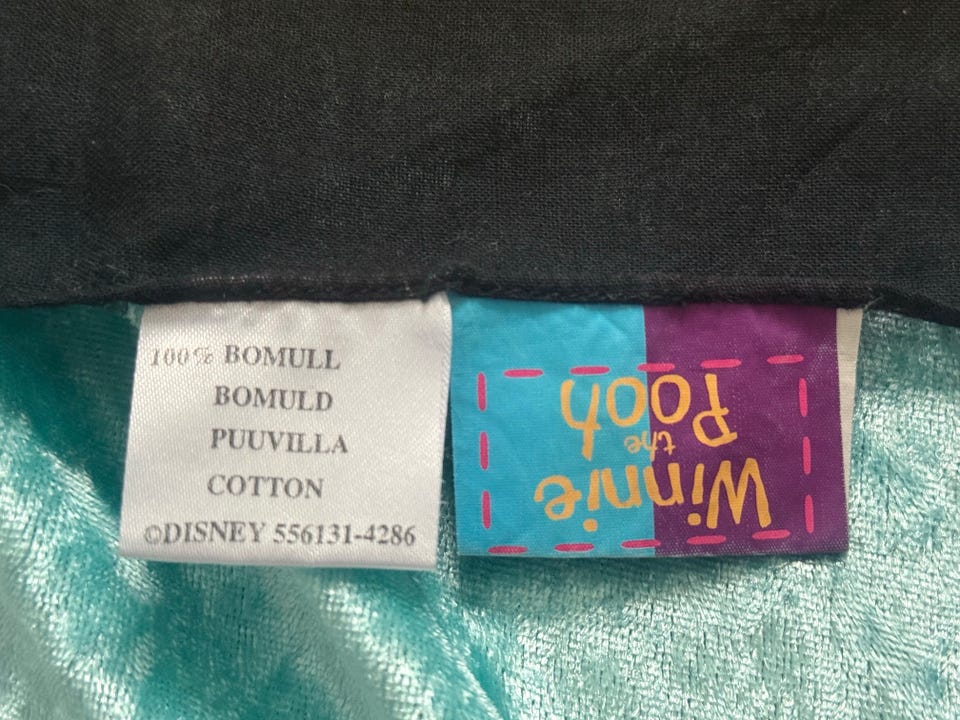 100% BOMULL
BOMULD
PUUVILLA
COTTON
©DISNEY 556131-4286
Winnie
the
Pooh